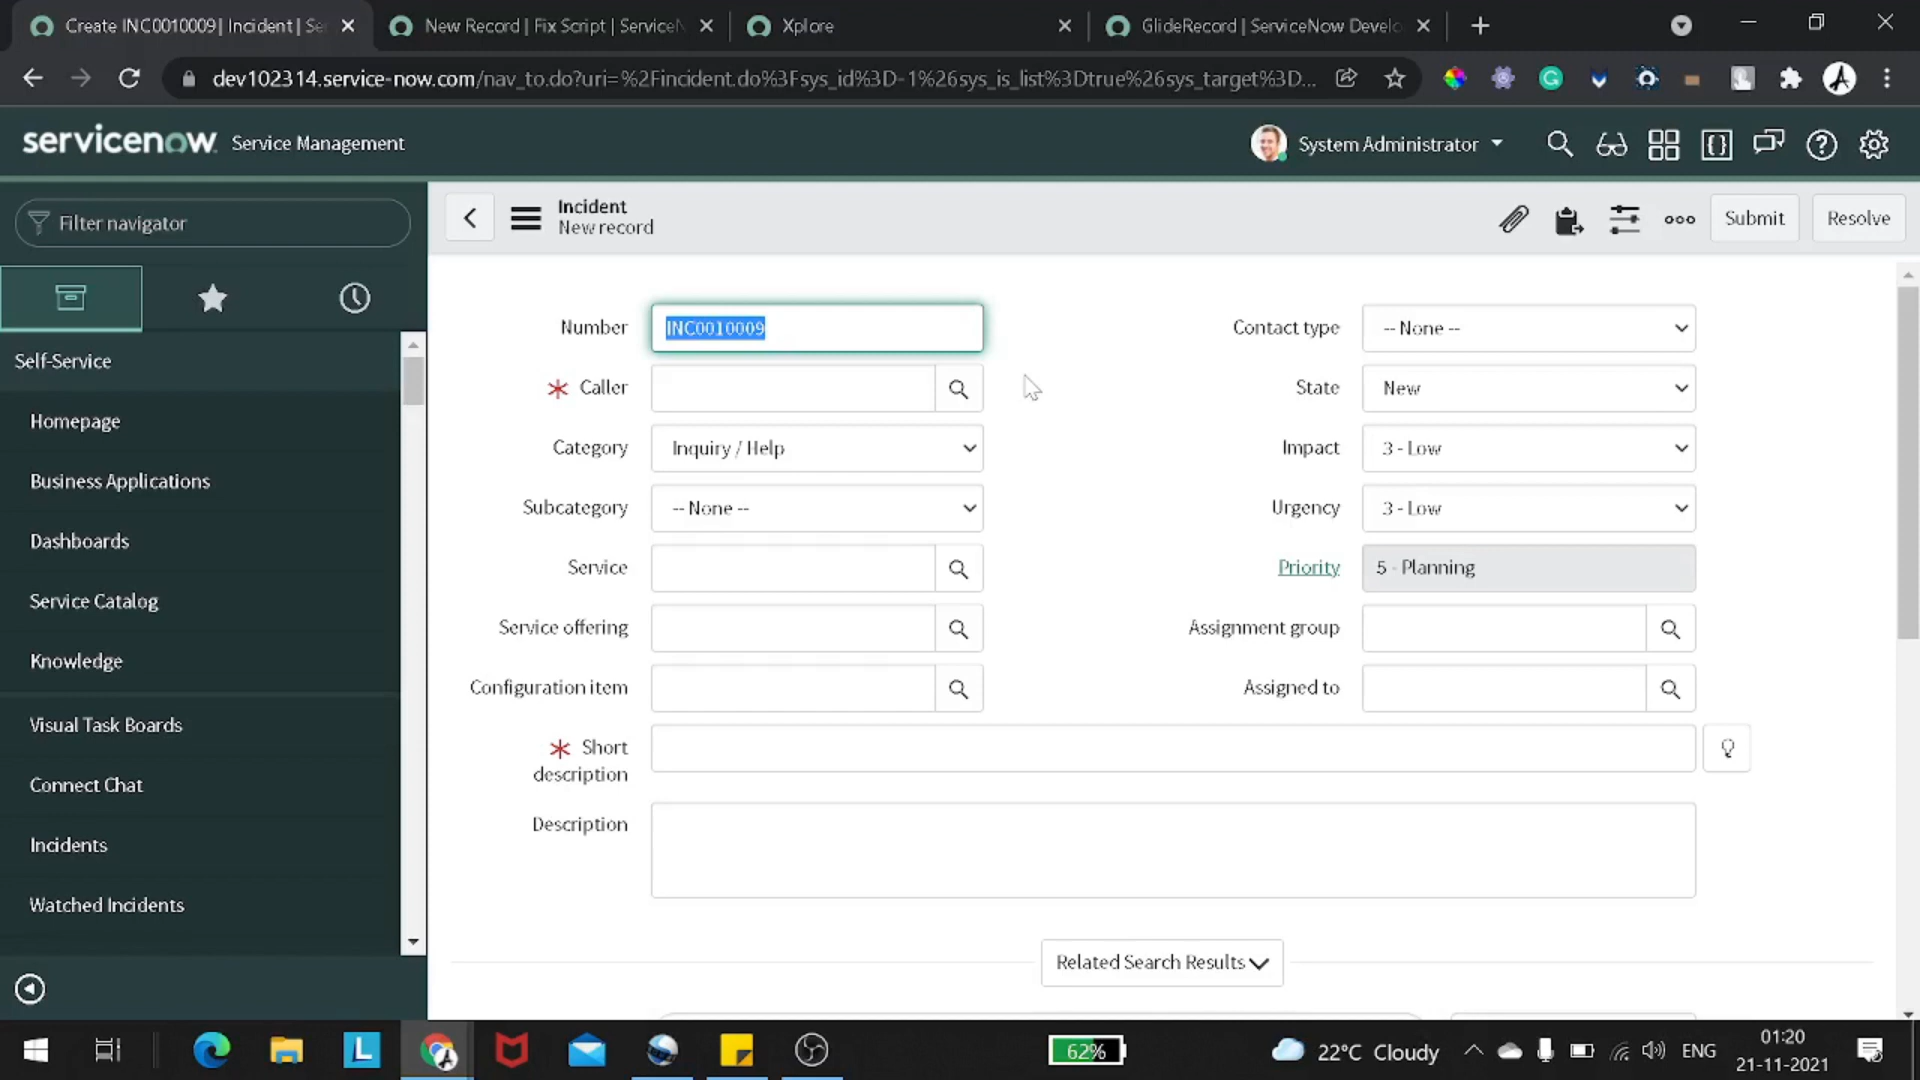 Create INC0010009 | Incident | Se
New Record | Fix Script | ServiceN
Xplore
GlideRecord | ServiceNow Develo
dev102314.service-now.com/nav_to.do?uri=%2Fincident.do%3Fsys_id%3D-1%26sys_is_list%3Dtrue%26sys_target%3D...
servicenow Service Management
System Administrator
Filter navigator
Incident
New record
Submit
Resolve
Self-Service
Homepage
Business Applications
Dashboards
Service Catalog
Knowledge
Visual Task Boards
Connect Chat
Incidents
Watched Incidents
Number INC0010009
Caller
Category Inquiry / Help
Subcategory -- None --
Service
Service offering
Configuration item
Short
description
Description
Contact type -- None --
State New
Impact 3 - Low
Urgency 3 - Low
Priority 5 - Planning
Assignment group
Assigned to
Related Search Results
62%
22°C Cloudy
ENG
01:20
21-11-2021